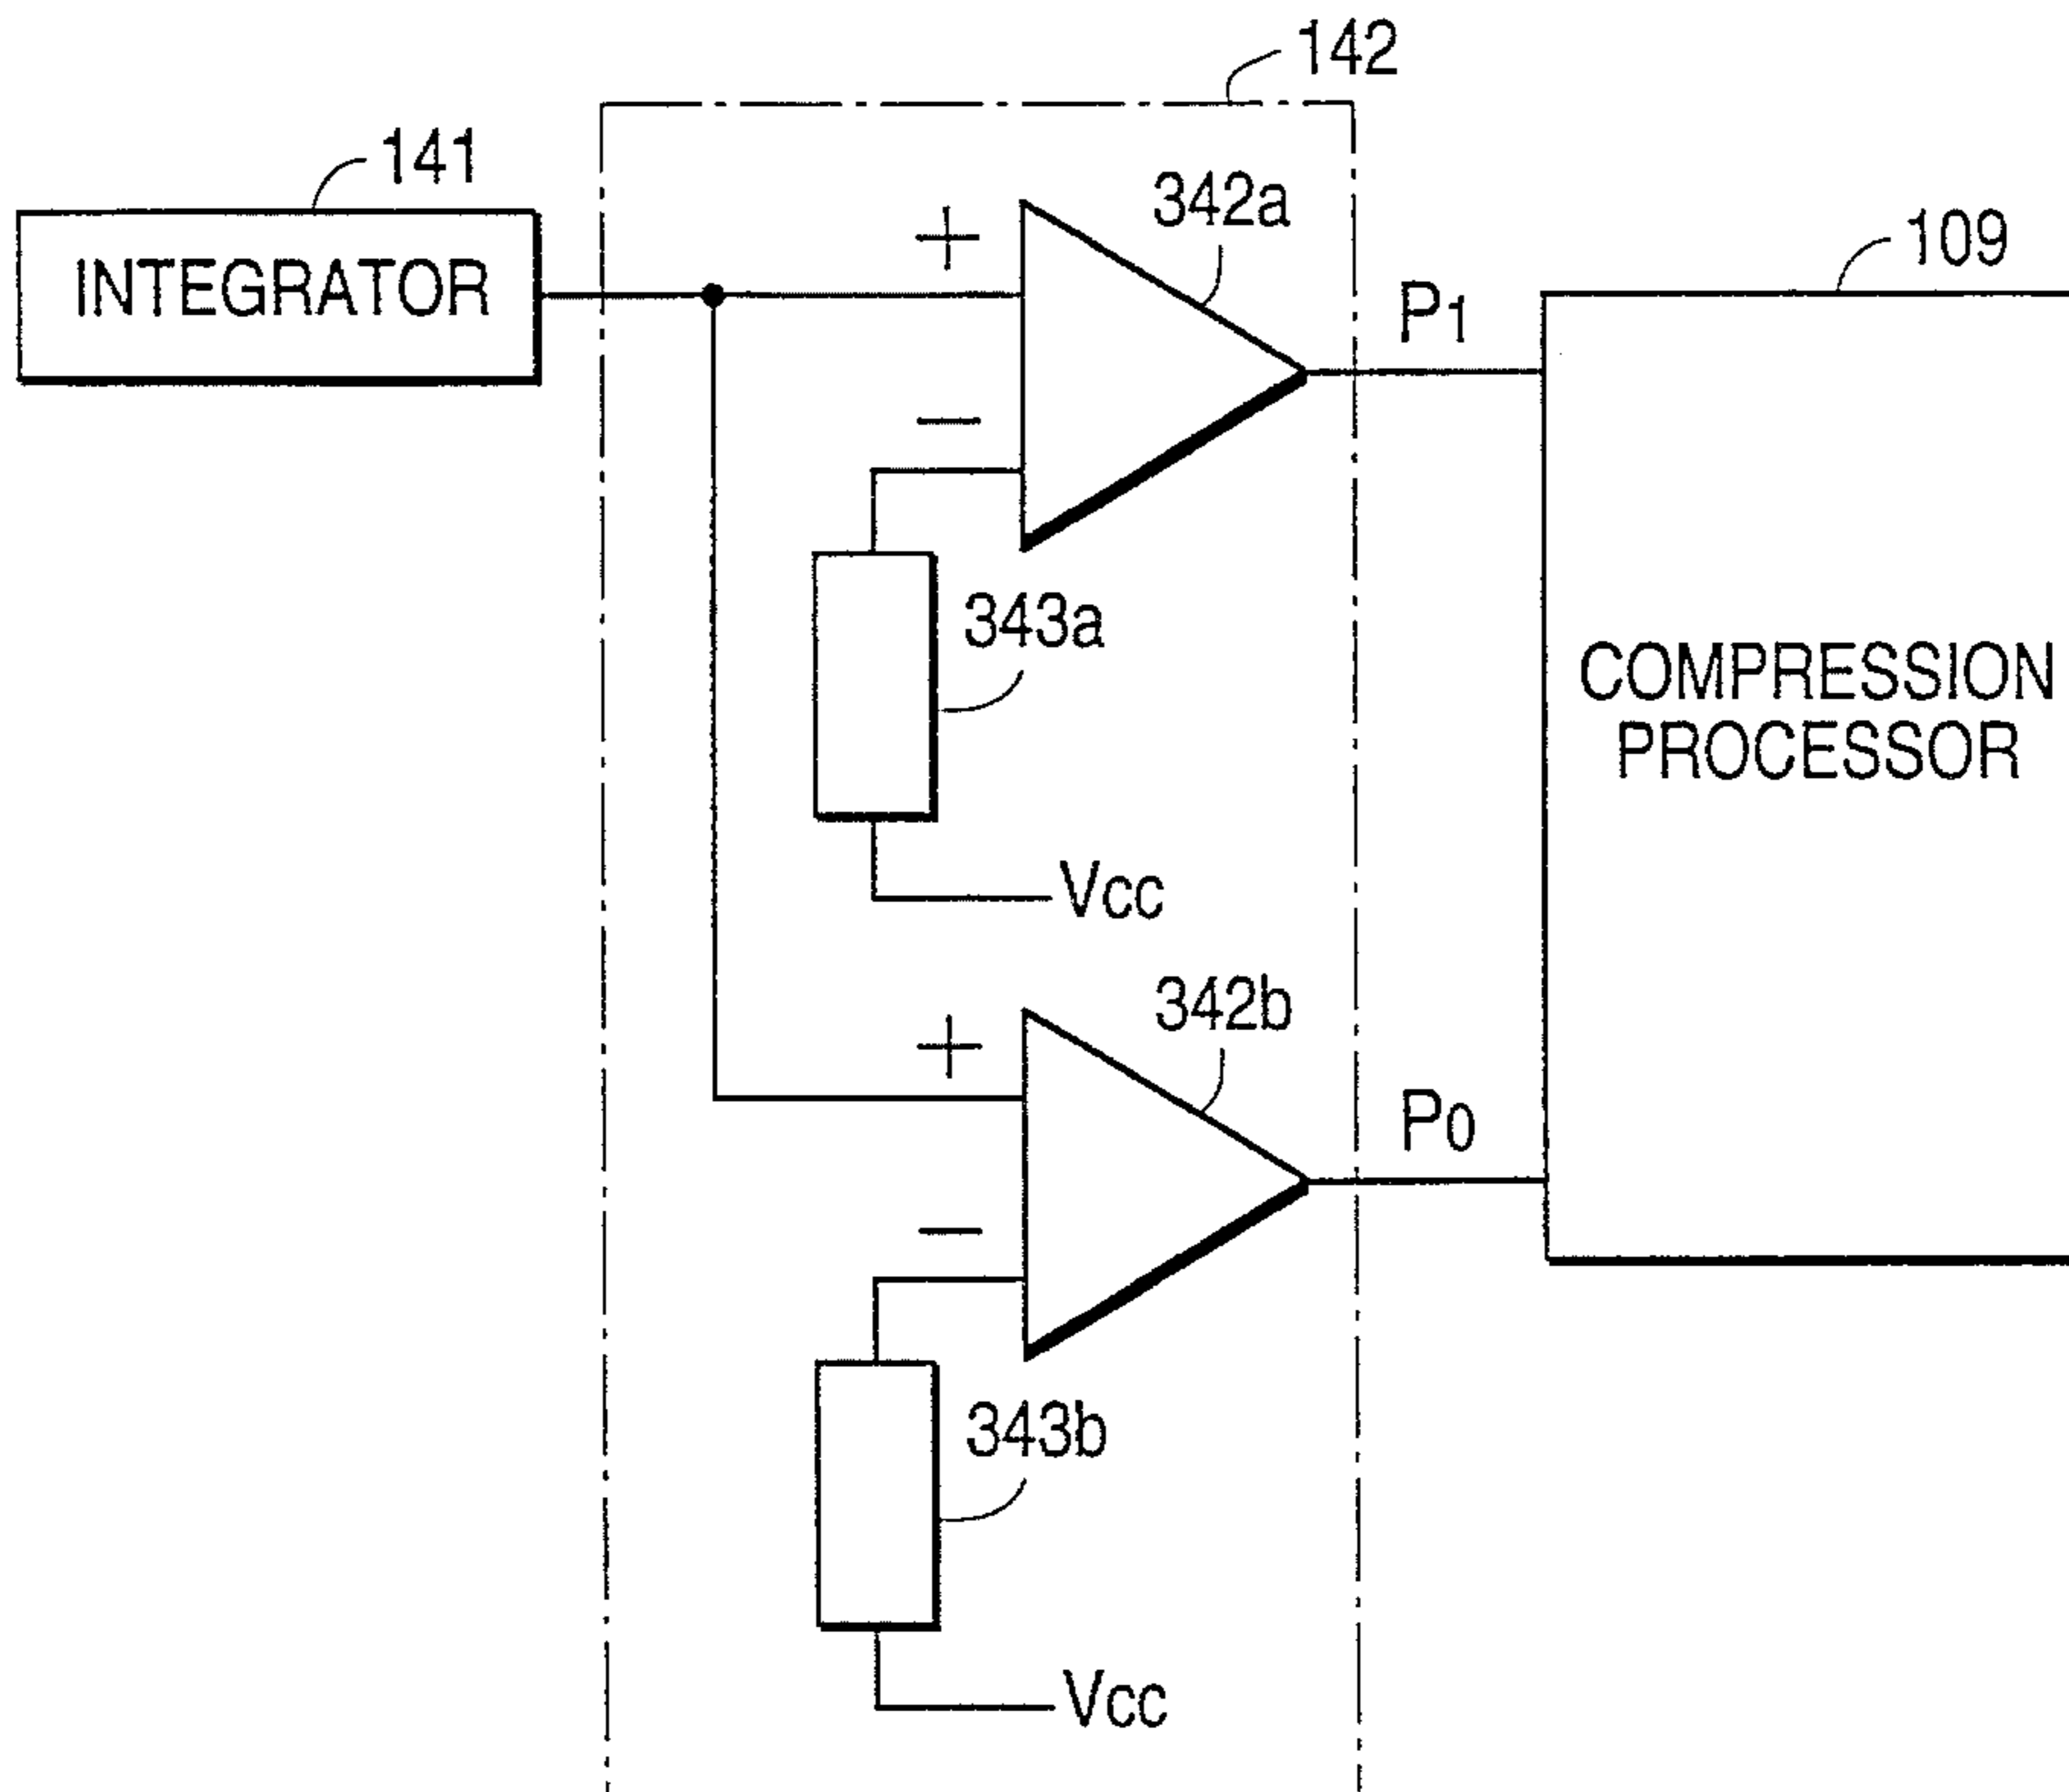 142
141
INTEGRATOR
+
342a
109
P1
−
343a
COMPRESSION
PROCESSOR
Vcc
342b
+
P0
−
343b
Vcc